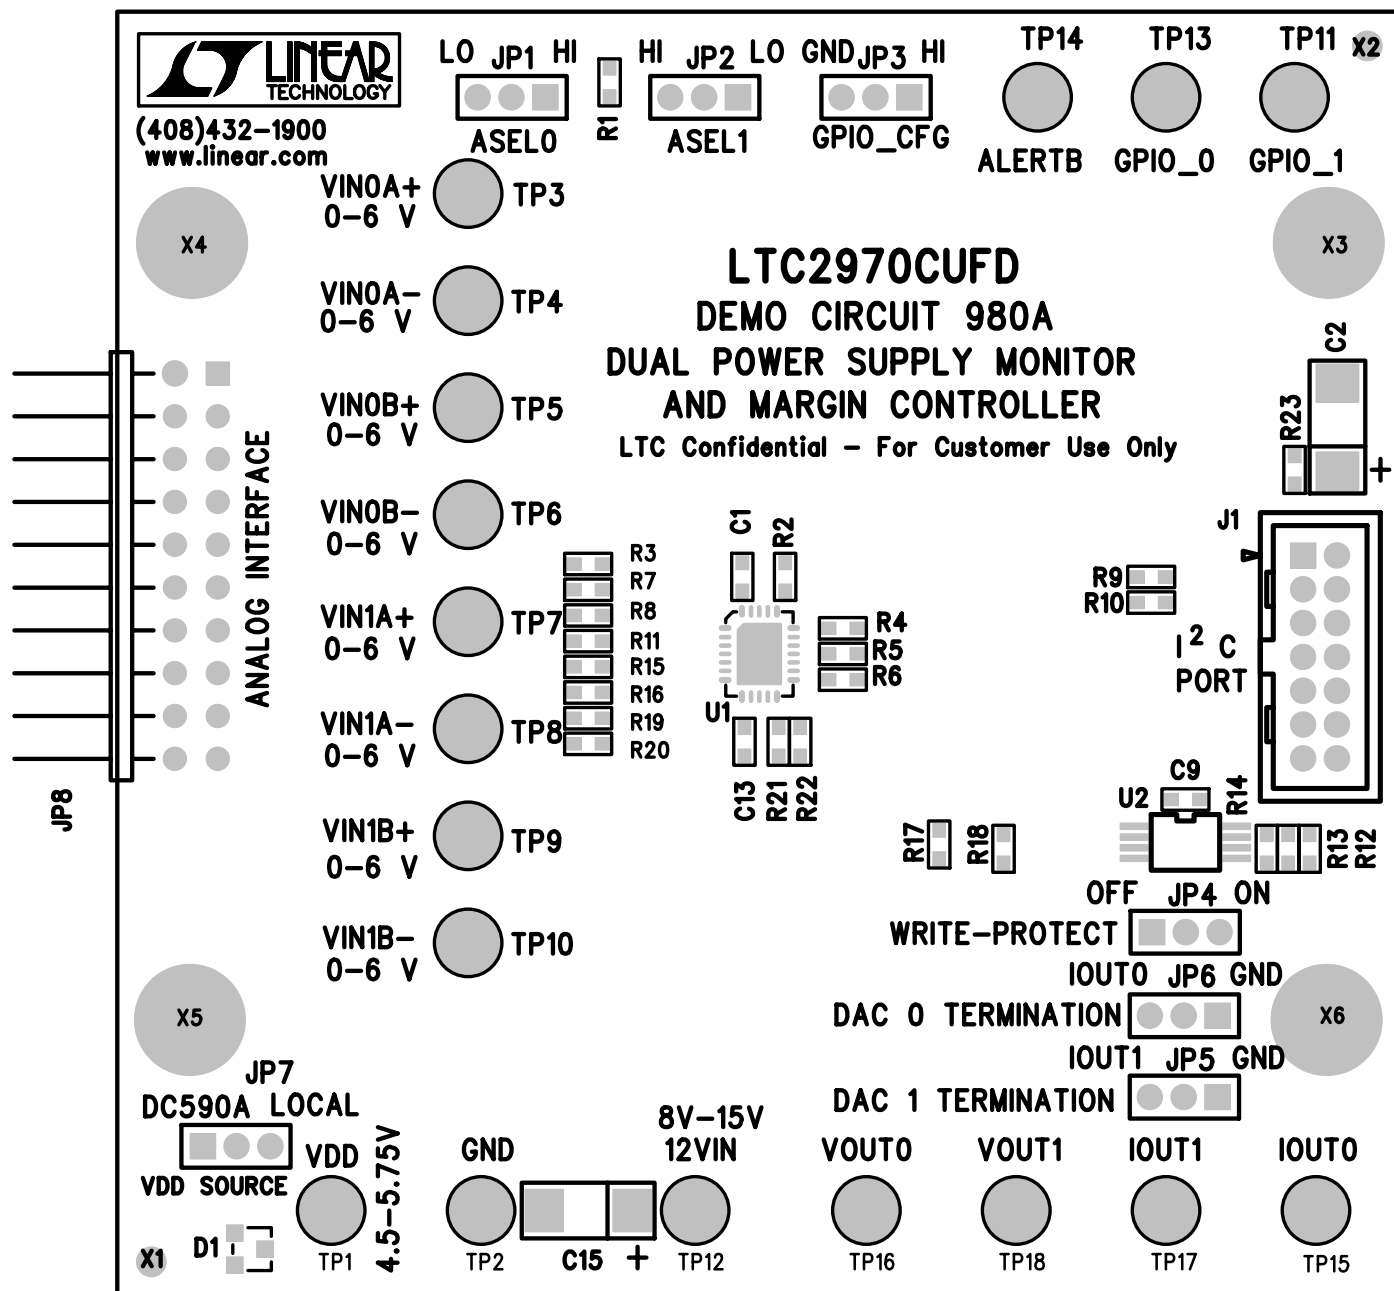 LINEAR
TECHNOLOGY
(408)432-1900
www.linear.com
LO JP1 HI
ASEL0
R1
HI JP2 LO
ASEL1
GND JP3 HI
GPIO_CFG
TP14
ALERTB
TP13
GPIO_0
TP11
GPIO_1
X2
X4
X3
VIN0A+
0-6 V
TP3
VIN0A-
0-6 V
TP4
VIN0B+
0-6 V
TP5
VIN0B-
0-6 V
TP6
VIN1A+
0-6 V
TP7
VIN1A-
0-6 V
TP8
VIN1B+
0-6 V
TP9
VIN1B-
0-6 V
TP10
LTC2970CUFD
DEMO CIRCUIT 980A
DUAL POWER SUPPLY MONITOR
AND MARGIN CONTROLLER
LTC Confidential - For Customer Use Only
C2
R23
+
J1
ANALOG INTERFACE
JP8
R3
R7
R8
R11
R15
R16
R19
R20
C1
R2
R4
R5
R6
U1
C13
R21
R22
R9
R10
I² C
PORT
C9
U2
R14
R13
R12
R17
R18
OFF JP4 ON
WRITE-PROTECT
IOUT0 JP6 GND
DAC 0 TERMINATION
IOUT1 JP5 GND
DAC 1 TERMINATION
X5
X6
JP7
DC590A LOCAL
VDD SOURCE
D1
X1
VDD
TP1
4.5-5.75V
GND
TP2
C15 +
8V-15V
12VIN
TP12
VOUT0
TP16
VOUT1
TP18
IOUT1
TP17
IOUT0
TP15